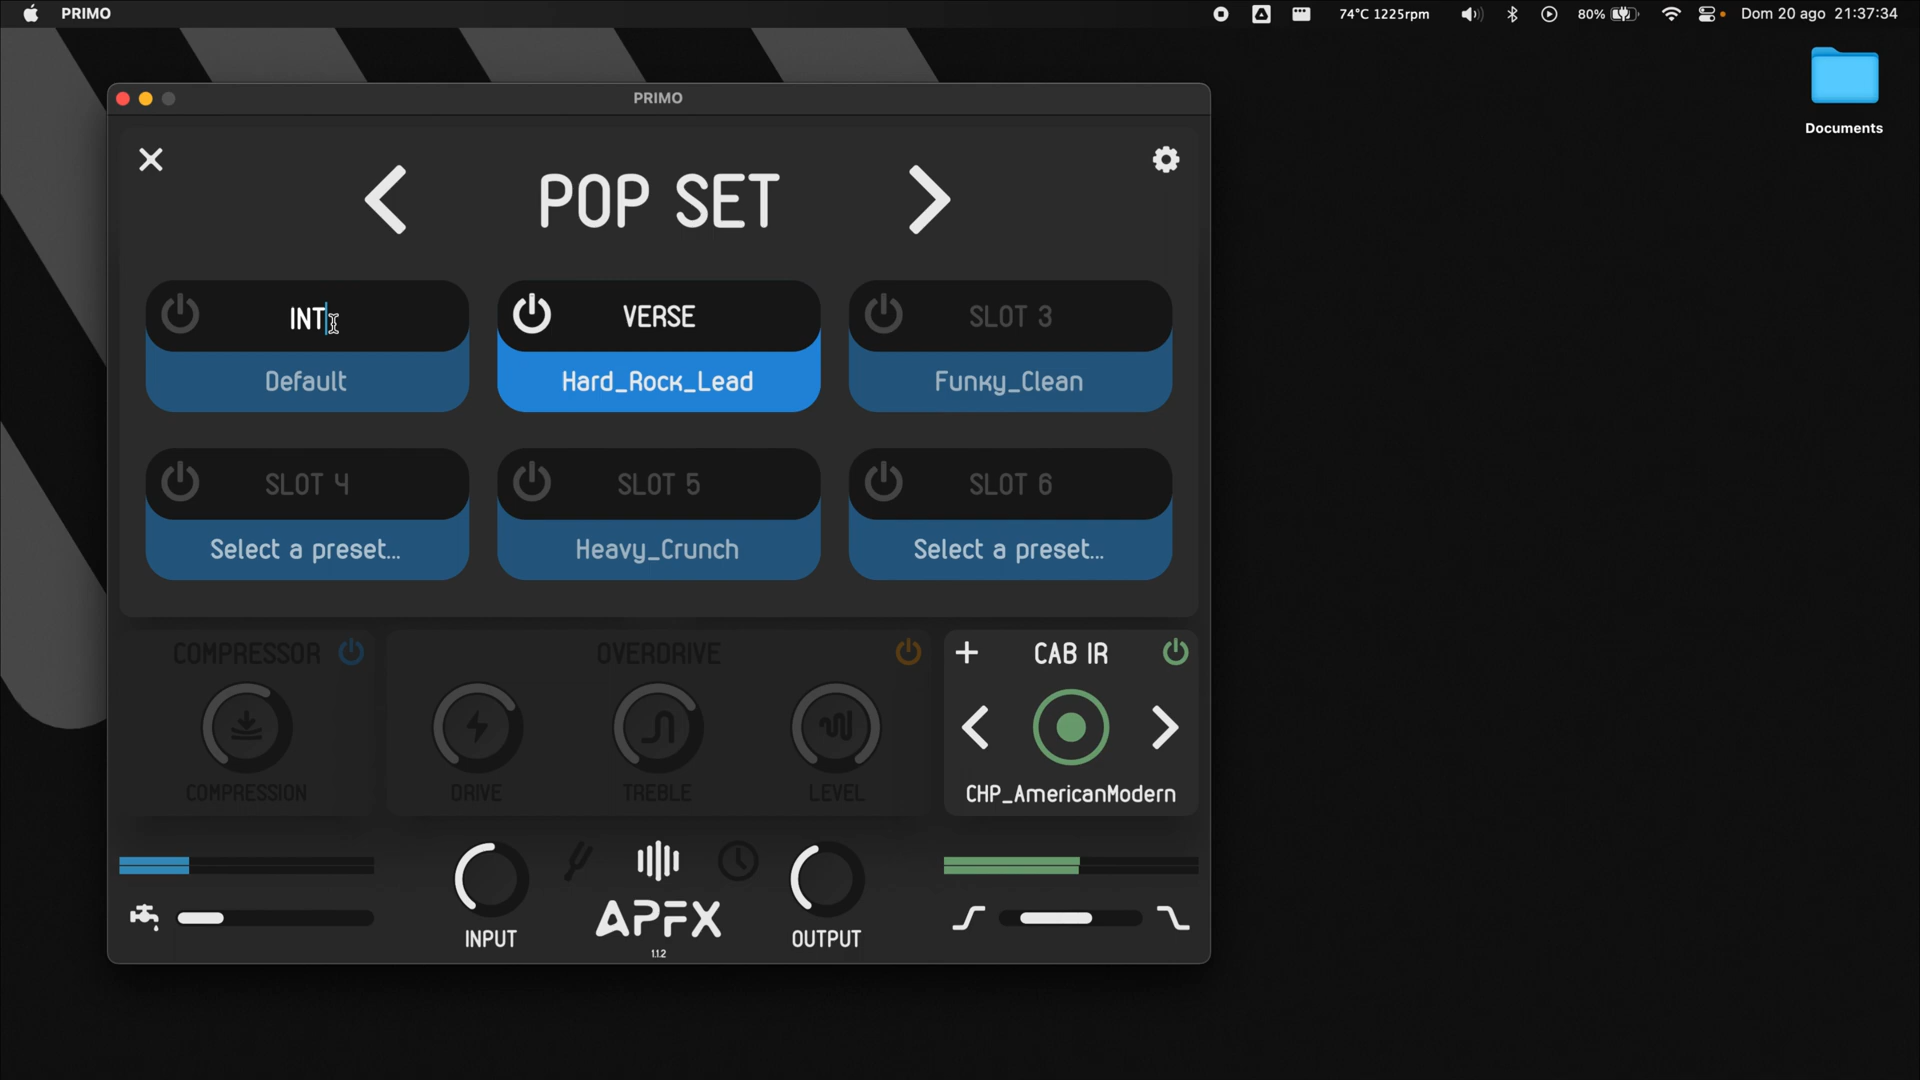 PRIMO
74°C 1225rpm
80%
Dom 20 ago 21:37:34
Documents
PRIMO
POP SET
INT
VERSE
SLOT 3
Default
Hard_Rock_Lead
Funky_Clean
SLOT 4
SLOT 5
SLOT 6
Select a preset...
Heavy_Crunch
Select a preset...
COMPRESSOR
OVERDRIVE
CAB IR
COMPRESSION
DRIVE
TREBLE
LEVEL
CHP_AmericanModern
INPUT
APFX
OUTPUT
1.1.2